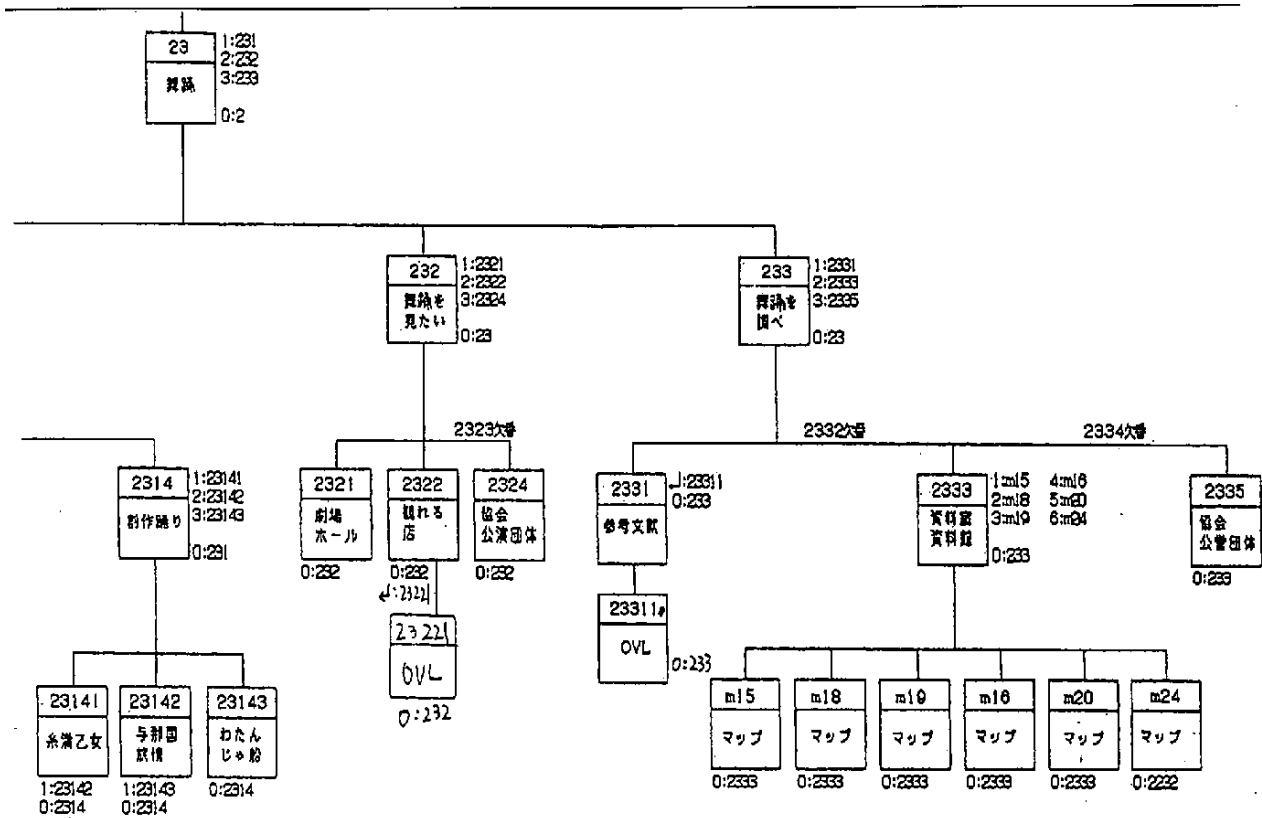 23
1:231
2:232
3:233
舞踊
0:2
232
1:2321
2:2322
3:2324
舞踊を
見たい
0:23
233
1:2331
2:2333
3:2335
舞踊を
調べ
0:23
2323欠番
2332欠番
2334欠番
2314
1:23141
2:23142
3:23143
創作踊り
0:231
2321
劇場
ホール
0:232
2322
観れる
店
0:232
↲:23221
2324
協会
公演団体
0:232
2331
↲:23311
0:233
参考文献
2333
1:m15 4:m16
2:m18 5:m20
3:m19 6:m24
資料室
資料館
0:233
2335
協会
公営団体
0:233
23221
OVL
0:232
23311
OVL
0:233
23141
糸満乙女
1:23142
0:2314
23142
与那国
旅情
1:23143
0:2314
23143
わたん
じゃ船
0:2314
m15
マップ
0:2333
m18
マップ
0:2333
m19
マップ
0:2333
m16
マップ
0:2333
m20
マップ
0:2333
m24
マップ
0:2232